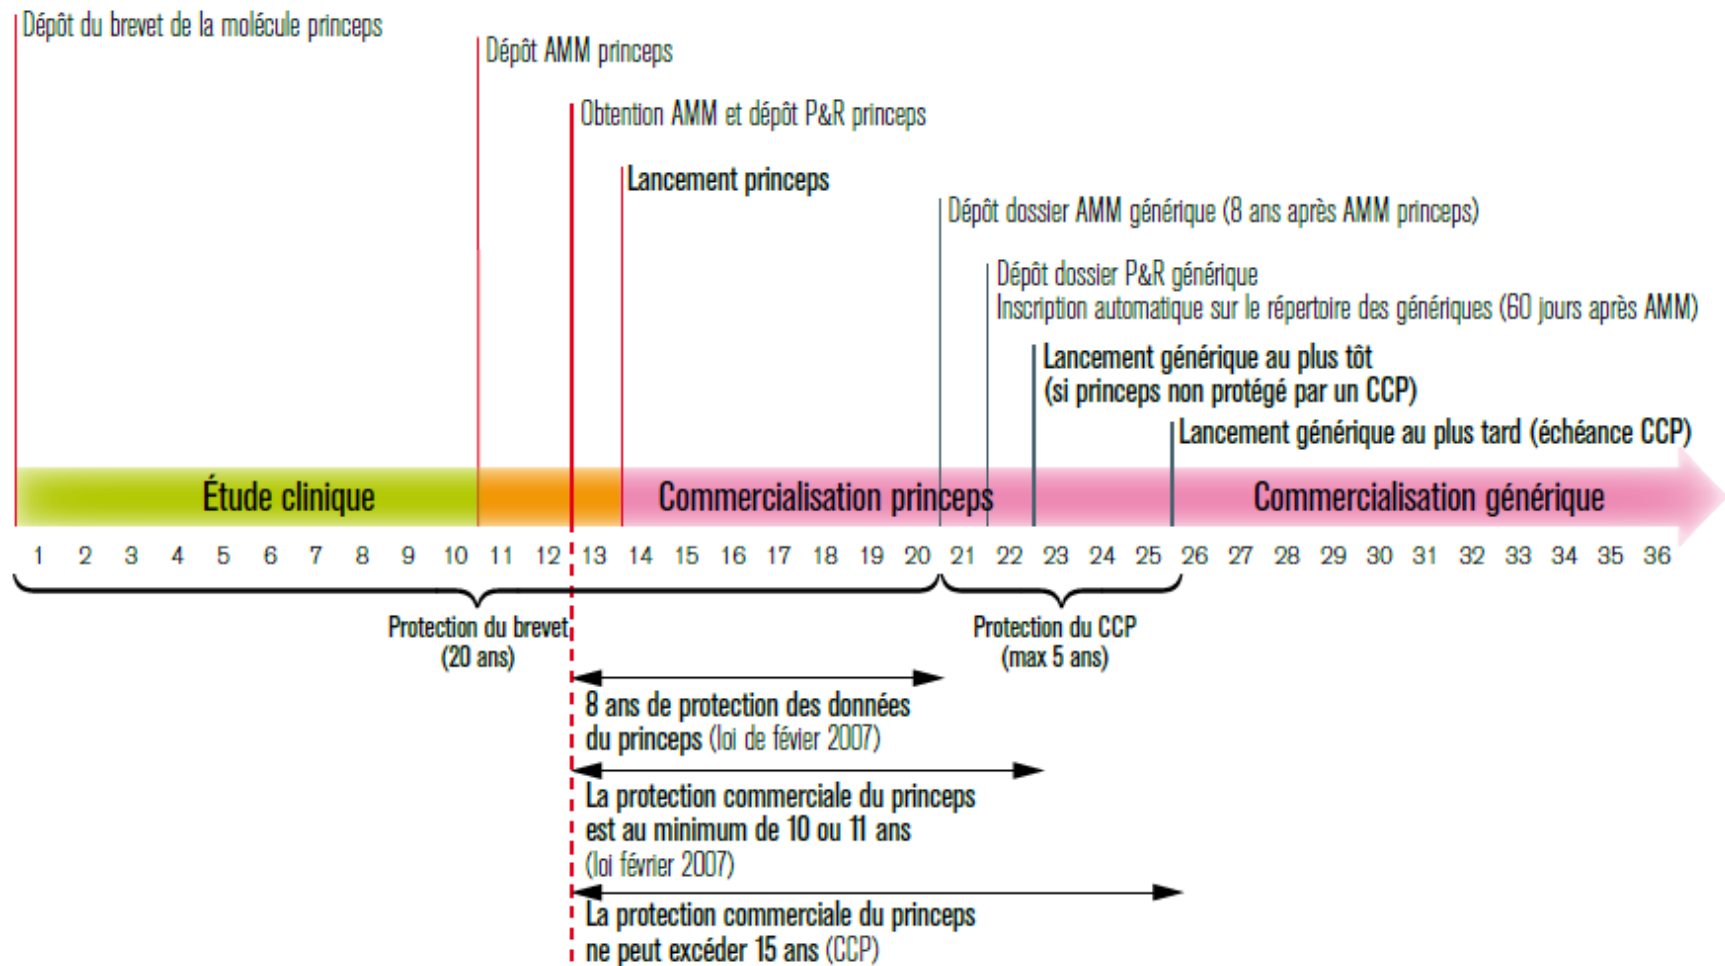 Dépôt du brevet de la molécule princeps
Dépôt AMM princeps
Obtention AMM et dépôt P&R princeps
Lancement princeps
Dépôt dossier AMM générique (8 ans après AMM princeps)
Dépôt dossier P&R générique
Inscription automatique sur le répertoire des génériques (60 jours après AMM)
Lancement générique au plus tôt
(si princeps non protégé par un CCP)
Lancement générique au plus tard (échéance CCP)
Étude clinique
Commercialisation princeps
Commercialisation générique
1 2 3 4 5 6 7 8 9 10 11 12 13 14 15 16 17 18 19 20 21 22 23 24 25 26 27 28 29 30 31 32 33 34 35 36
Protection du brevet
(20 ans)
Protection du CCP
(max 5 ans)
8 ans de protection des données
du princeps (loi de févier 2007)
La protection commerciale du princeps
est au minimum de 10 ou 11 ans
(loi février 2007)
La protection commerciale du princeps
ne peut excéder 15 ans (CCP)